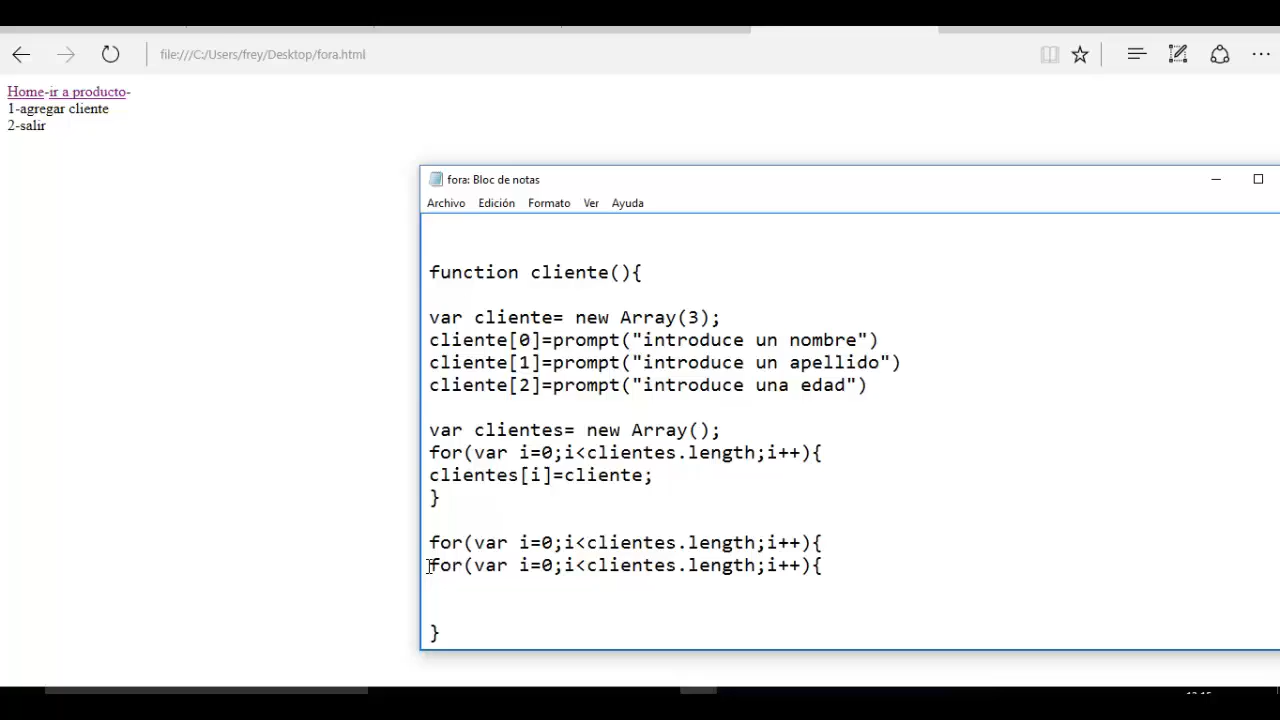 file:///C:/Users/frey/Desktop/fora.html
Home-ir a producto-
1-agregar cliente
2-salir
fora: Bloc de notas
Archivo Edición Formato Ver Ayuda
function cliente(){
var cliente= new Array(3);
cliente[0]=prompt("introduce un nombre")
cliente[1]=prompt("introduce un apellido")
cliente[2]=prompt("introduce una edad")
var clientes= new Array();
for(var i=0;i<clientes.length;i++){
clientes[i]=cliente;
}
for(var i=0;i<clientes.length;i++){
for(var i=0;i<clientes.length;i++){
}